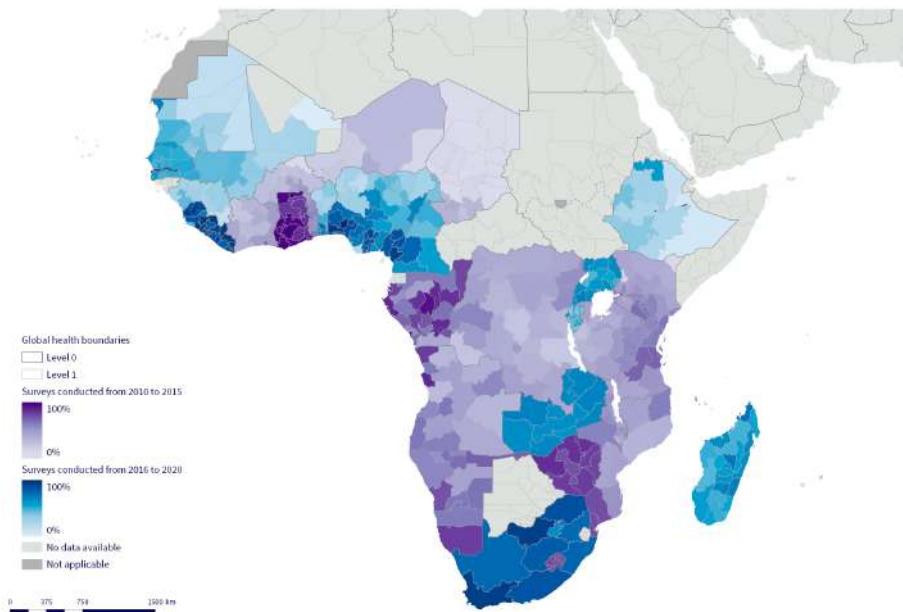 Global health boundaries
Level 0
Level 1
Surveys conducted from 2010 to 2015
100%
0%
Surveys conducted from 2016 to 2020
100%
0%
No data available
Not applicable
0 375 750 1500 km